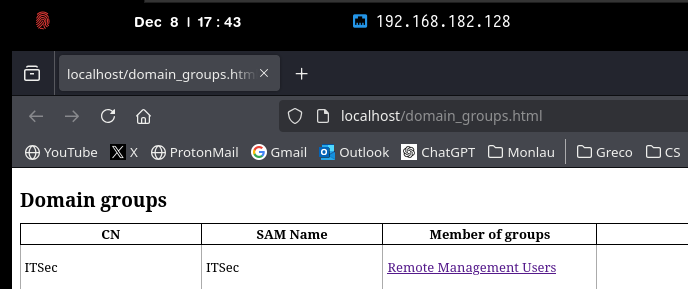 Dec 8 | 17:43 192.168.182.128
localhost/domain_groups.htm
localhost/domain_groups.html
YouTube X ProtonMail Gmail Outlook ChatGPT Monlau Greco CS
Domain groups
CN SAM Name Member of groups
ITSec ITSec Remote Management Users